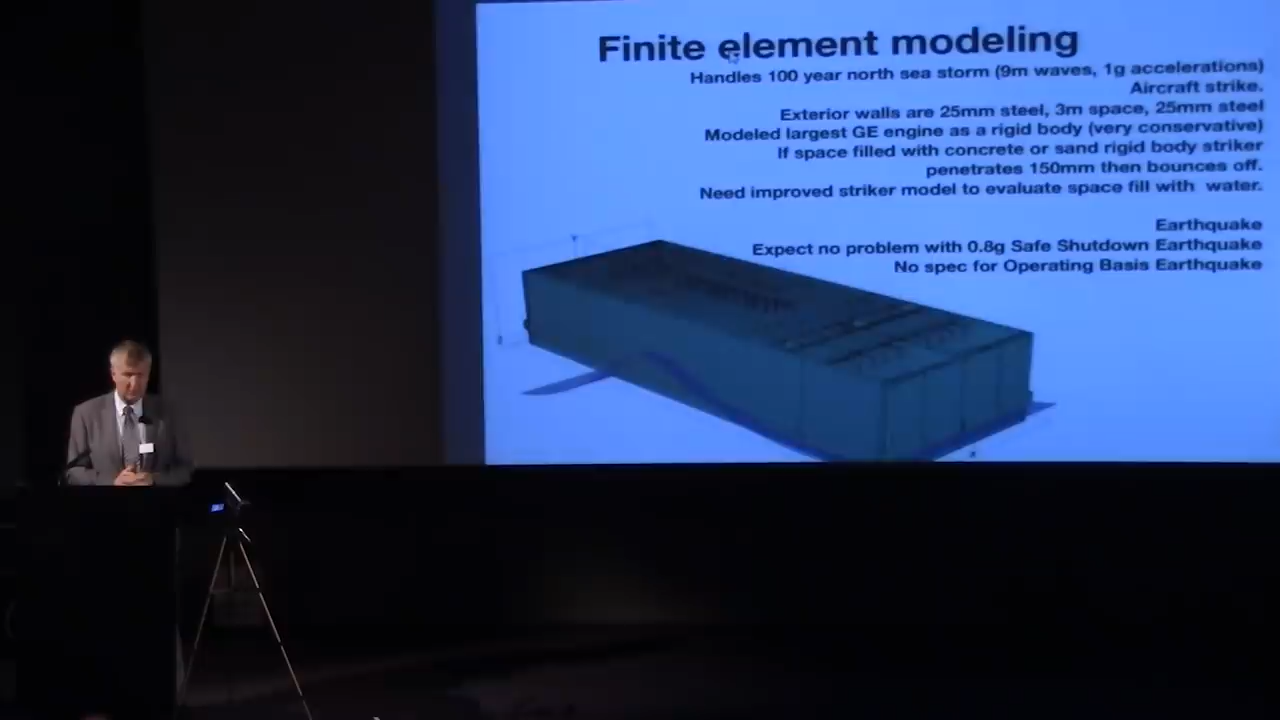 Finite element modeling
Handles 100 year north sea storm (9m waves, 1g accelerations)
Aircraft strike.
Exterior walls are 25mm steel, 3m space, 25mm steel
Modeled largest GE engine as a rigid body (very conservative)
If space filled with concrete or sand rigid body striker
penetrates 150mm then bounces off.
Need improved striker model to evaluate space fill with water.
Earthquake
Expect no problem with 0.8g Safe Shutdown Earthquake
No spec for Operating Basis Earthquake